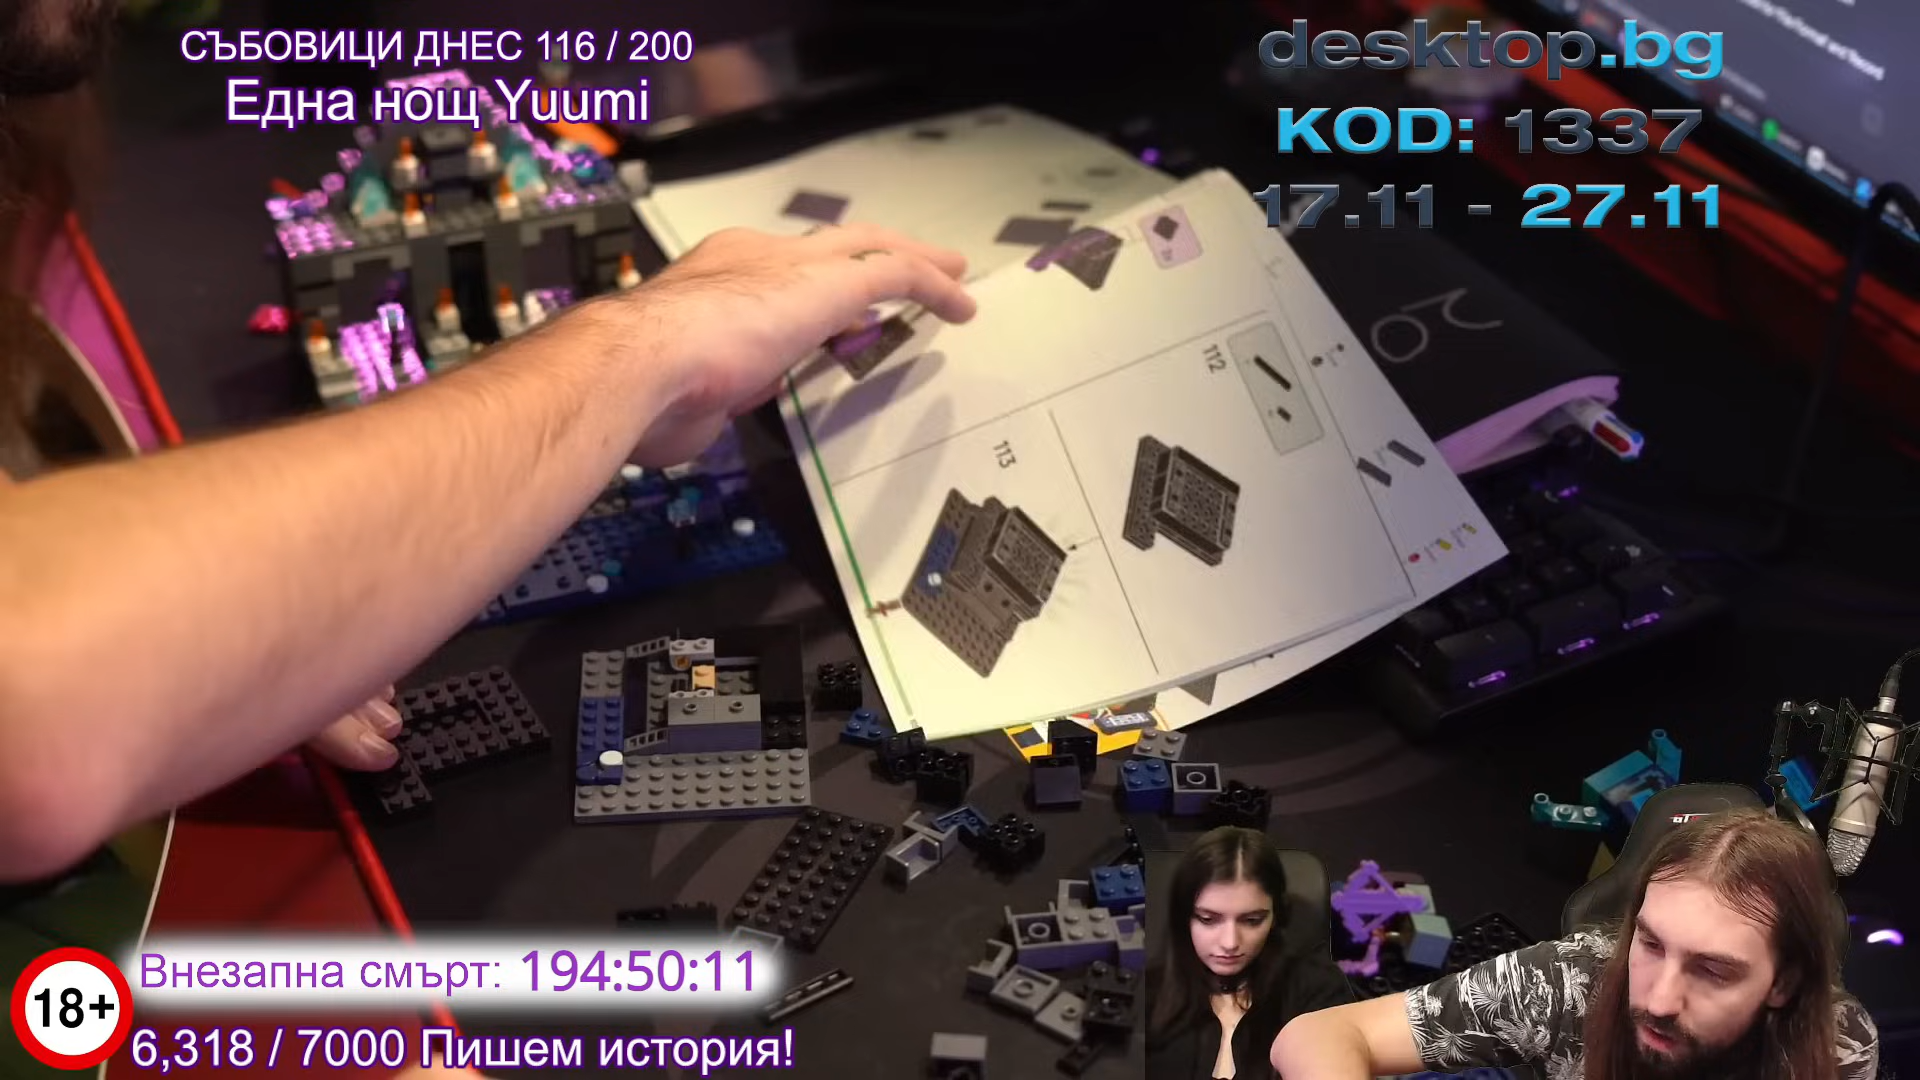 СЪБОВИЦИ ДНЕС 116 / 200
Една нощ Yuumi
desktop.bg
KOD: 1337
17.11 - 27.11
112
113
Внезапна смърт: 194:50:11
18+
6,318 / 7000 Пишем история!